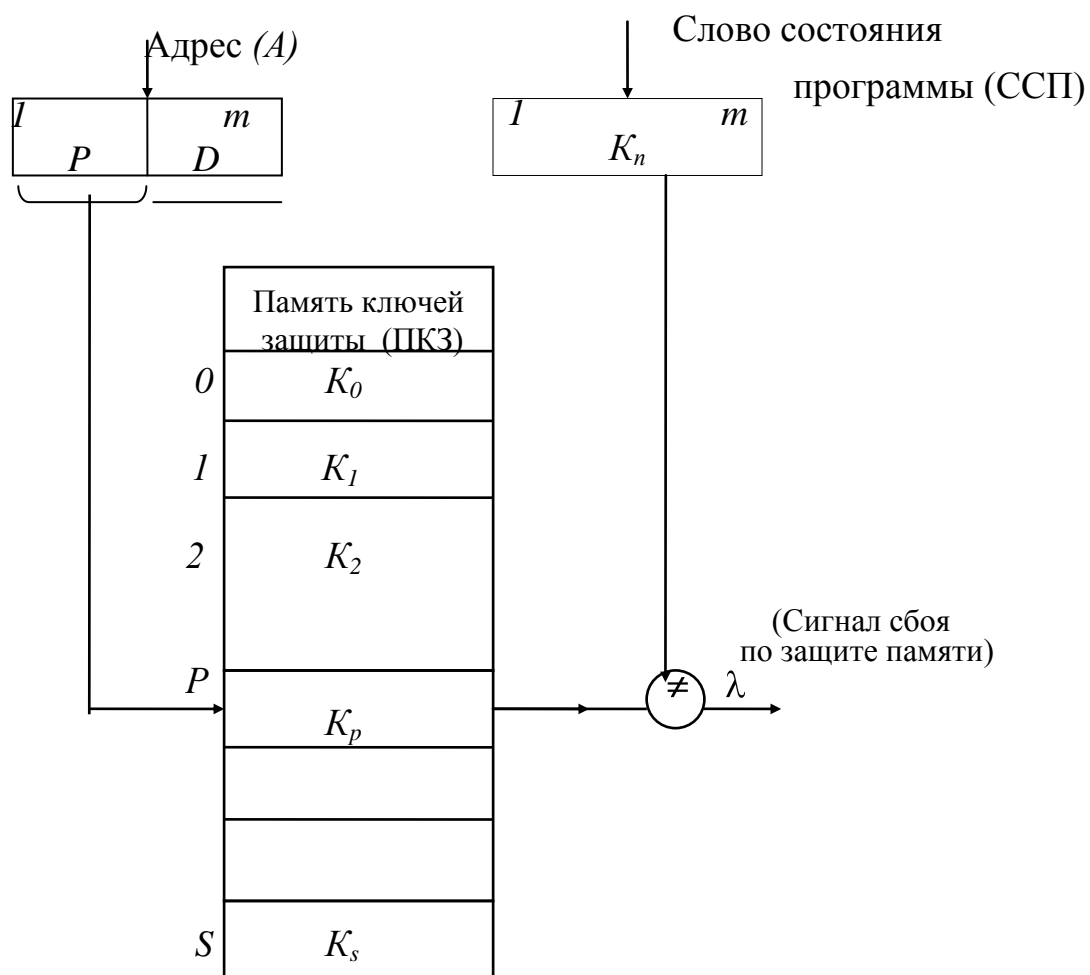 Адрес (A)
Слово состояния
программы (ССП)
1 m
P D
1 m
Kn
Память ключей
защиты (ПКЗ)
0 K0
1 K1
2 K2
(Сигнал сбоя
по защите памяти)
P Kp
≠ λ
S Ks